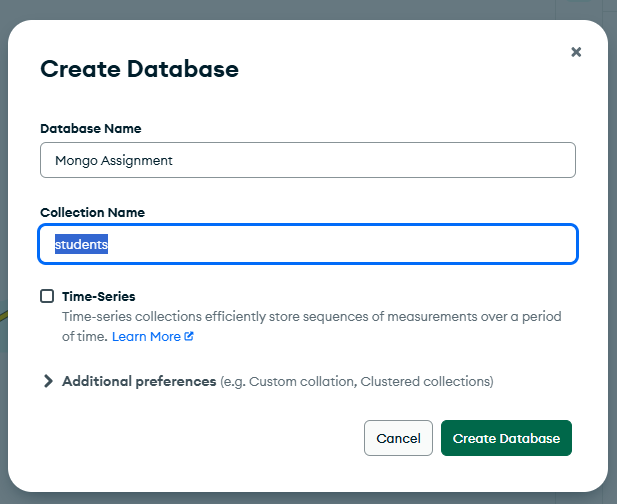 Create Database
Database Name
Mongo Assignment
Collection Name
students
Time-Series
Time-series collections efficiently store sequences of measurements over a period
of time. Learn More
Additional preferences (e.g. Custom collation, Clustered collections)
Cancel
Create Database